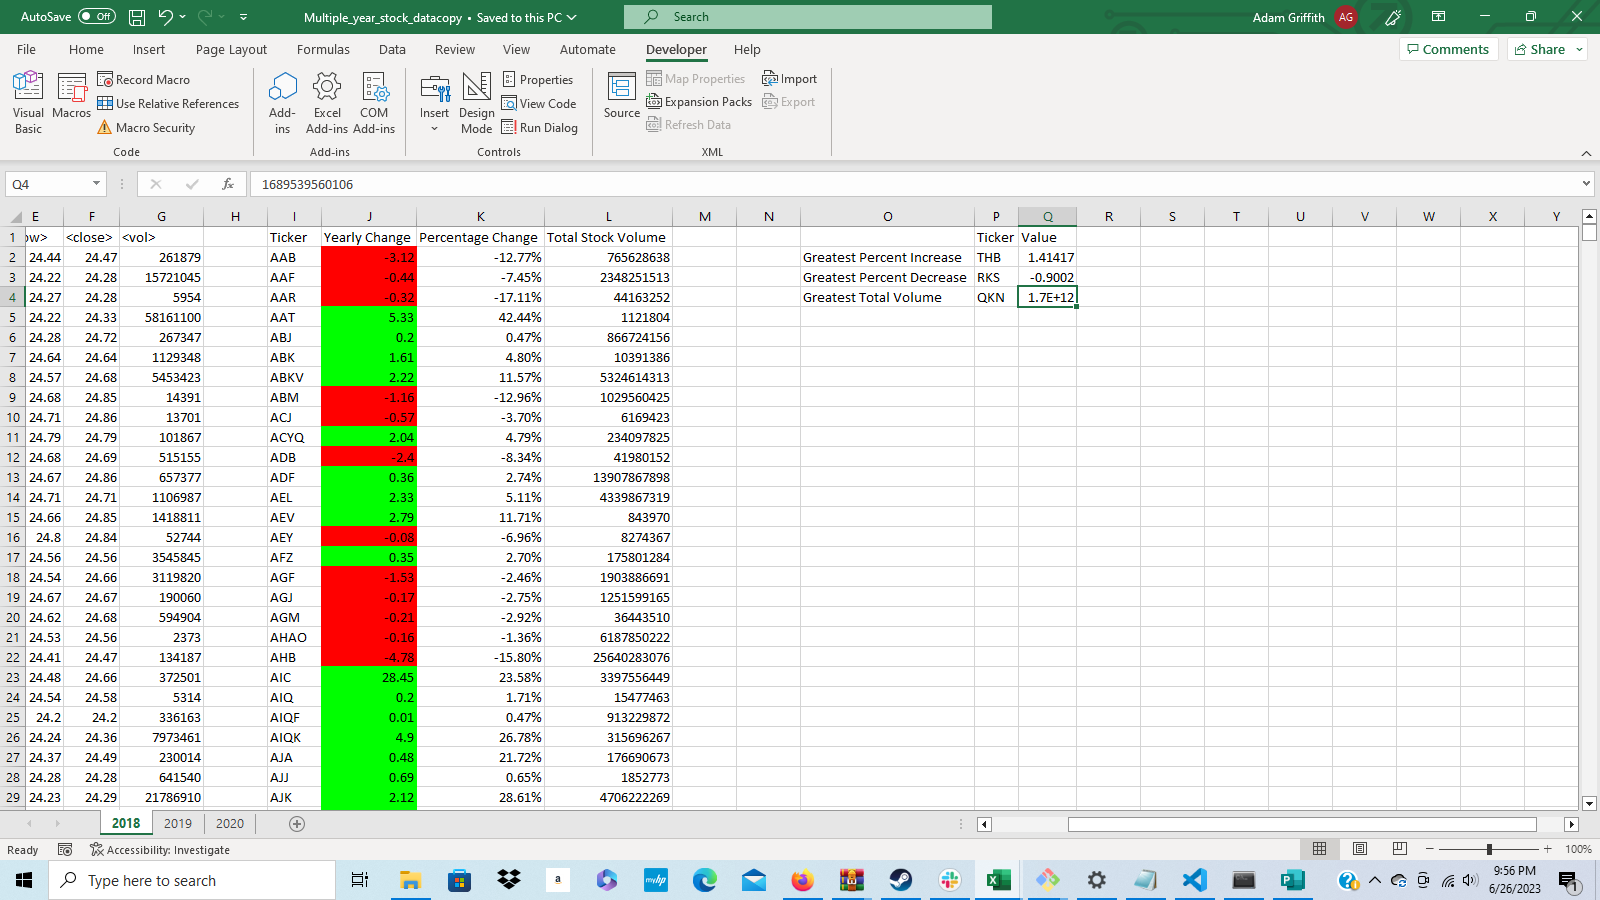 AutoSave Off Multiple_year_stock_datacopy • Saved to this PC Search Adam Griffith AG
File Home Insert Page Layout Formulas Data Review View Automate Developer Help Comments Share
Visual Basic
Macros
Record Macro
Use Relative References
Macro Security
Code
Add-ins
Excel Add-ins
COM Add-ins
Add-ins
Insert
Design Mode
Properties
View Code
Run Dialog
Controls
Source
Map Properties
Expansion Packs
Refresh Data
Import
Export
XML
Q4 fx 1689539560106
E F G H I J K L M N O P Q R S T U V W X Y
1 ow> <close> <vol> Ticker Yearly Change Percentage Change Total Stock Volume Ticker Value
2 24.44 24.47 261879 AAB -3.12 -12.77% 765628638 Greatest Percent Increase THB 1.41417
3 24.22 24.28 15721045 AAF -0.44 -7.45% 2348251513 Greatest Percent Decrease RKS -0.9002
4 24.27 24.28 5954 AAR -0.32 -17.11% 44163252 Greatest Total Volume QKN 1.7E+12
5 24.22 24.33 58161100 AAT 5.33 42.44% 1121804
6 24.28 24.72 267347 ABJ 0.2 0.47% 866724156
7 24.64 24.64 1129348 ABK 1.61 4.80% 10391386
8 24.57 24.68 5453423 ABKV 2.22 11.57% 5324614313
9 24.68 24.85 14391 ABM -1.16 -12.96% 1029560425
10 24.71 24.86 13701 ACJ -0.57 -3.70% 6169423
11 24.79 24.79 101867 ACYQ 2.04 4.79% 234097825
12 24.68 24.69 515155 ADB -2.4 -8.34% 41980152
13 24.67 24.86 657377 ADF 0.36 2.74% 13907867898
14 24.71 24.71 1106987 AEL 2.33 5.11% 4339867319
15 24.66 24.85 1418811 AEV 2.79 11.71% 843970
16 24.8 24.84 52744 AEY -0.08 -6.96% 8274367
17 24.56 24.56 3545845 AFZ 0.35 2.70% 175801284
18 24.54 24.66 3119820 AGF -1.53 -2.46% 1903886691
19 24.67 24.67 190060 AGJ -0.17 -2.75% 1251599165
20 24.62 24.68 594904 AGM -0.21 -2.92% 36443510
21 24.53 24.56 2373 AHAO -0.16 -1.36% 6187850222
22 24.41 24.47 134187 AHB -4.78 -15.80% 25640283076
23 24.48 24.66 372501 AIC 28.45 23.58% 3397556449
24 24.54 24.58 5314 AIQ 0.2 1.71% 15477463
25 24.2 24.2 336163 AIQF 0.01 0.47% 913229872
26 24.24 24.36 7973461 AIQK 4.9 26.78% 315696267
27 24.37 24.49 230014 AJA 0.48 21.72% 176690673
28 24.28 24.28 641540 AJJ 0.69 0.65% 1852773
29 24.23 24.29 21786910 AJK 2.12 28.61% 4706222269
2018 2019 2020
Ready Accessibility: Investigate 100%
Type here to search a myhp 9:56 PM
6/26/2023 1